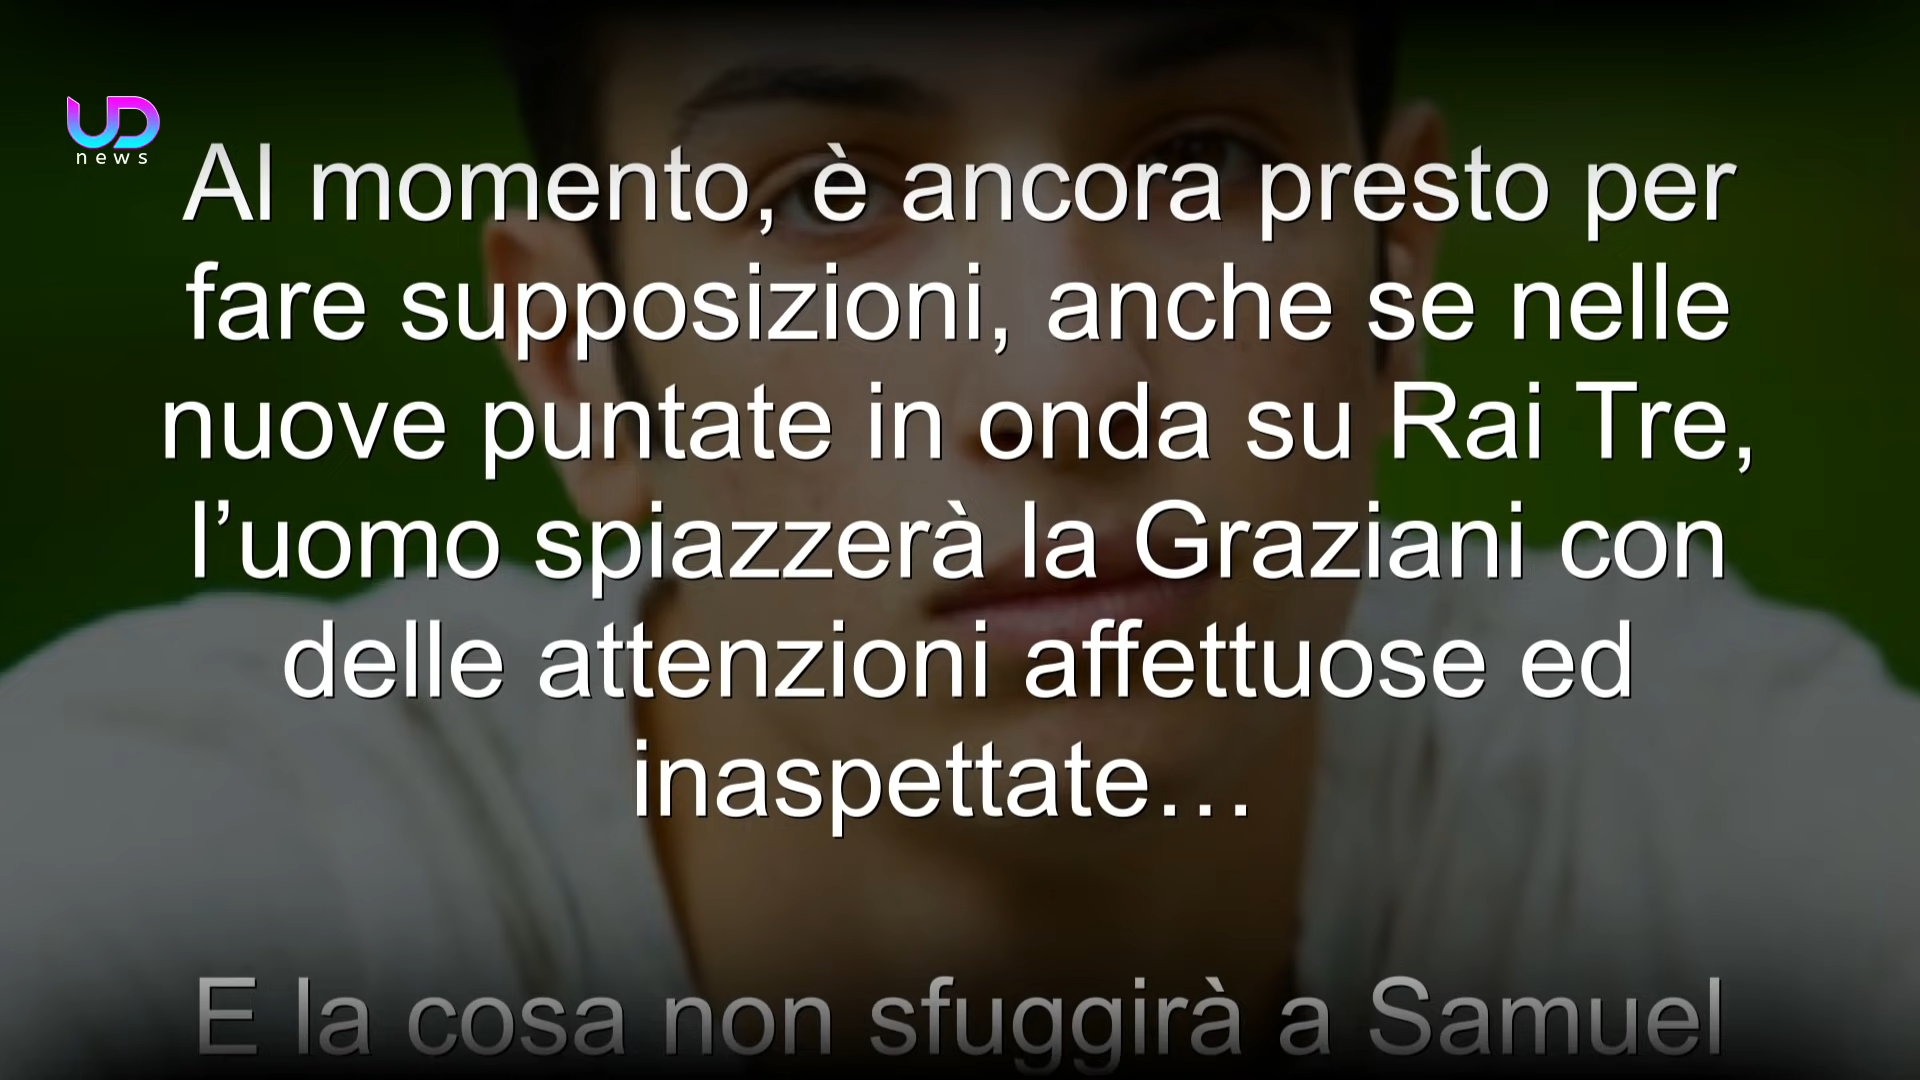 UD
news
Al momento, è ancora presto per
fare supposizioni, anche se nelle
nuove puntate in onda su Rai Tre,
l’uomo spiazzerà la Graziani con
delle attenzioni affettuose ed
inaspettate…
E la cosa non sfuggirà a Samuel